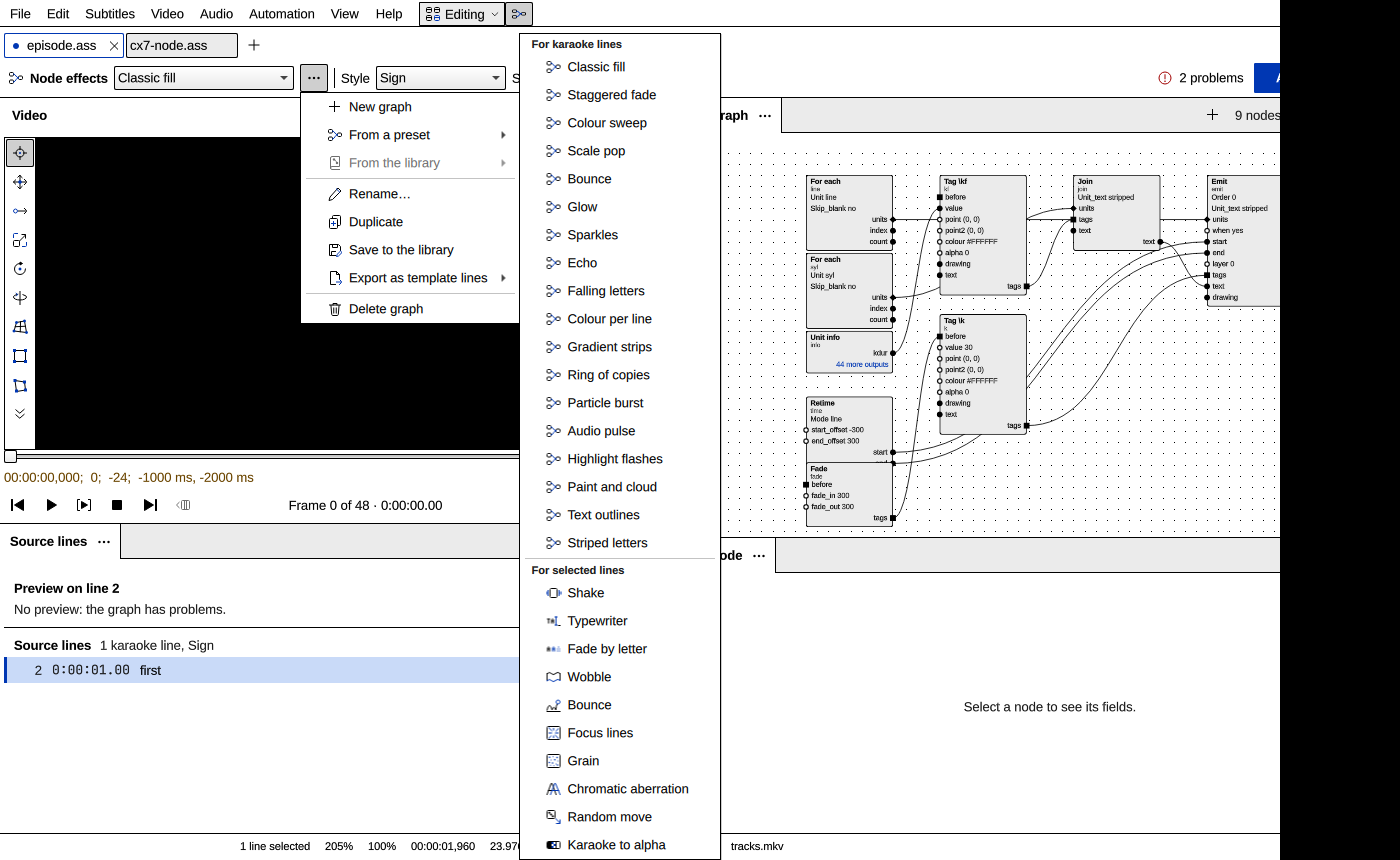 File Edit Subtitles Video Audio Automation View Help Editing
episode.ass cx7-node.ass
Node effects Classic fill Style Sign 2 problems
Video
9 nodes
New graph
From a preset
From the library
Rename…
Duplicate
Save to the library
Export as template lines
Delete graph
For karaoke lines
Classic fill
Staggered fade
Colour sweep
Scale pop
Bounce
Glow
Sparkles
Echo
Falling letters
Colour per line
Gradient strips
Ring of copies
Particle burst
Audio pulse
Highlight flashes
Paint and cloud
Text outlines
Striped letters
For selected lines
Shake
Typewriter
Fade by letter
Wobble
Bounce
Focus lines
Grain
Chromatic aberration
Random move
Karaoke to alpha
For each
line
Unit line
Skip_blank no
units
index
count
For each
syl
Unit syl
Skip_blank no
units
index
count
Unit info
info
kdur
44 more outputs
Retime
time
Mode line
start_offset -300
end_offset 300
start
Fade
fade
before
fade_in 300
fade_out 300
tags
Tag \kf
kf
before
value
point (0, 0)
point2 (0, 0)
colour #FFFFFF
alpha 0
drawing
text
tags
Tag \k
k
before
value 30
point (0, 0)
point2 (0, 0)
colour #FFFFFF
alpha 0
drawing
text
tags
Join
join
Unit_text stripped
units
tags
text
text
Emit
emit
Order 0
Unit_text stripped
units
when yes
start
end
layer 0
tags
text
drawing
00:00:00,000; 0; -24; -1000 ms, -2000 ms
Frame 0 of 48 · 0:00:00.00
Source lines
Preview on line 2
No preview: the graph has problems.
Source lines 1 karaoke line, Sign
2 0:00:01.00 first
Select a node to see its fields.
1 line selected 205% 100% 00:00:01,960 tracks.mkv